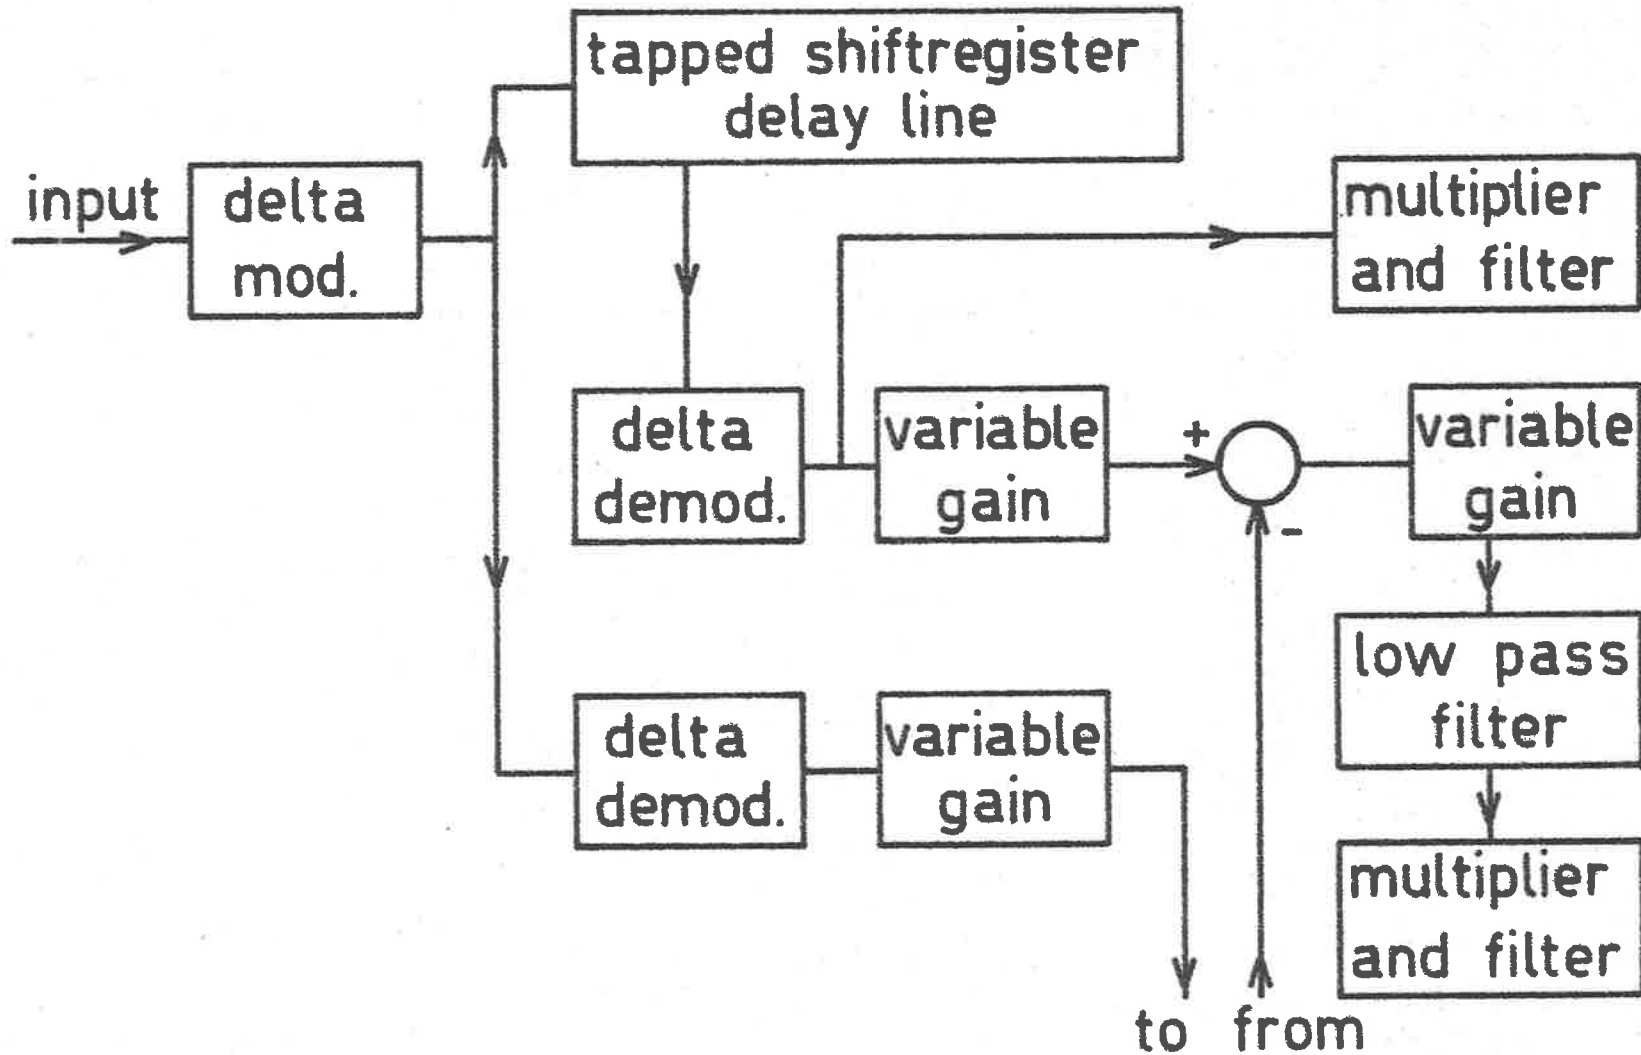 tapped shiftregister
delay line
input
delta
mod.
multiplier
and filter
delta
demod.
variable
gain
+
-
variable
gain
low pass
filter
delta
demod.
variable
gain
multiplier
and filter
to from